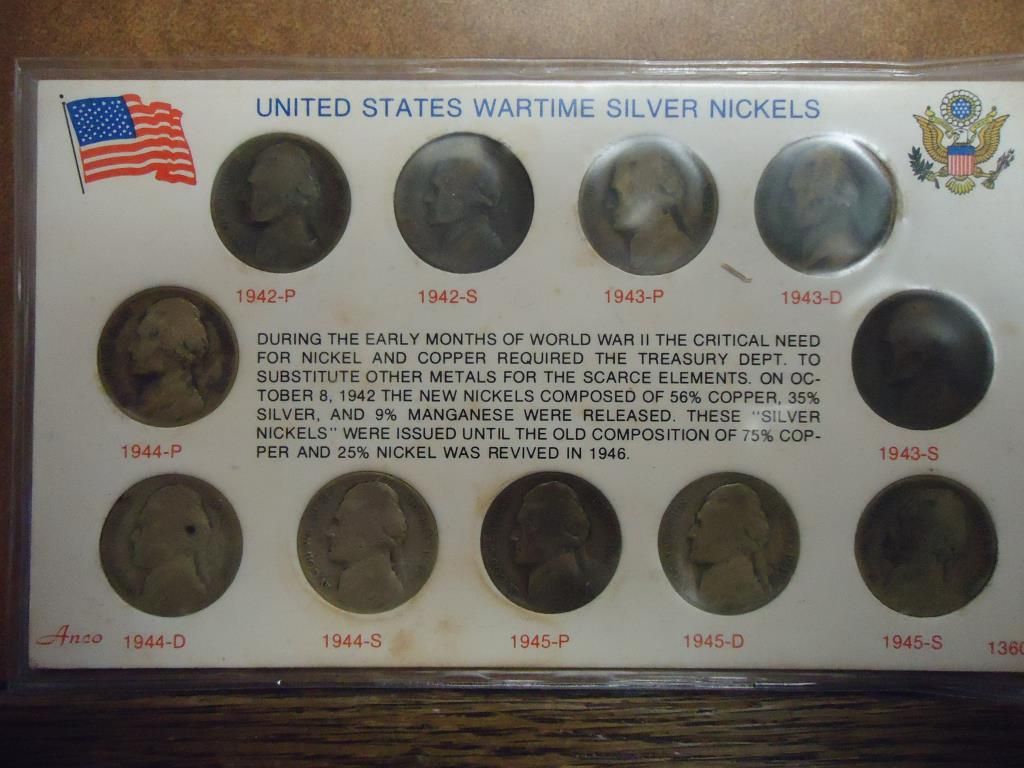 UNITED STATES WARTIME SILVER NICKELS
1942-P
1942-S
1943-P
1943-D
DURING THE EARLY MONTHS OF WORLD WAR II THE CRITICAL NEED
FOR NICKEL AND COPPER REQUIRED THE TREASURY DEPT. TO
SUBSTITUTE OTHER METALS FOR THE SCARCE ELEMENTS. ON OC-
TOBER 8, 1942 THE NEW NICKELS COMPOSED OF 56% COPPER, 35%
SILVER, AND 9% MANGANESE WERE RELEASED. THESE "SILVER
NICKELS" WERE ISSUED UNTIL THE OLD COMPOSITION OF 75% COP-
PER AND 25% NICKEL WAS REVIVED IN 1946.
1944-P
1943-S
Anco
1944-D
1944-S
1945-P
1945-D
1945-S
1360